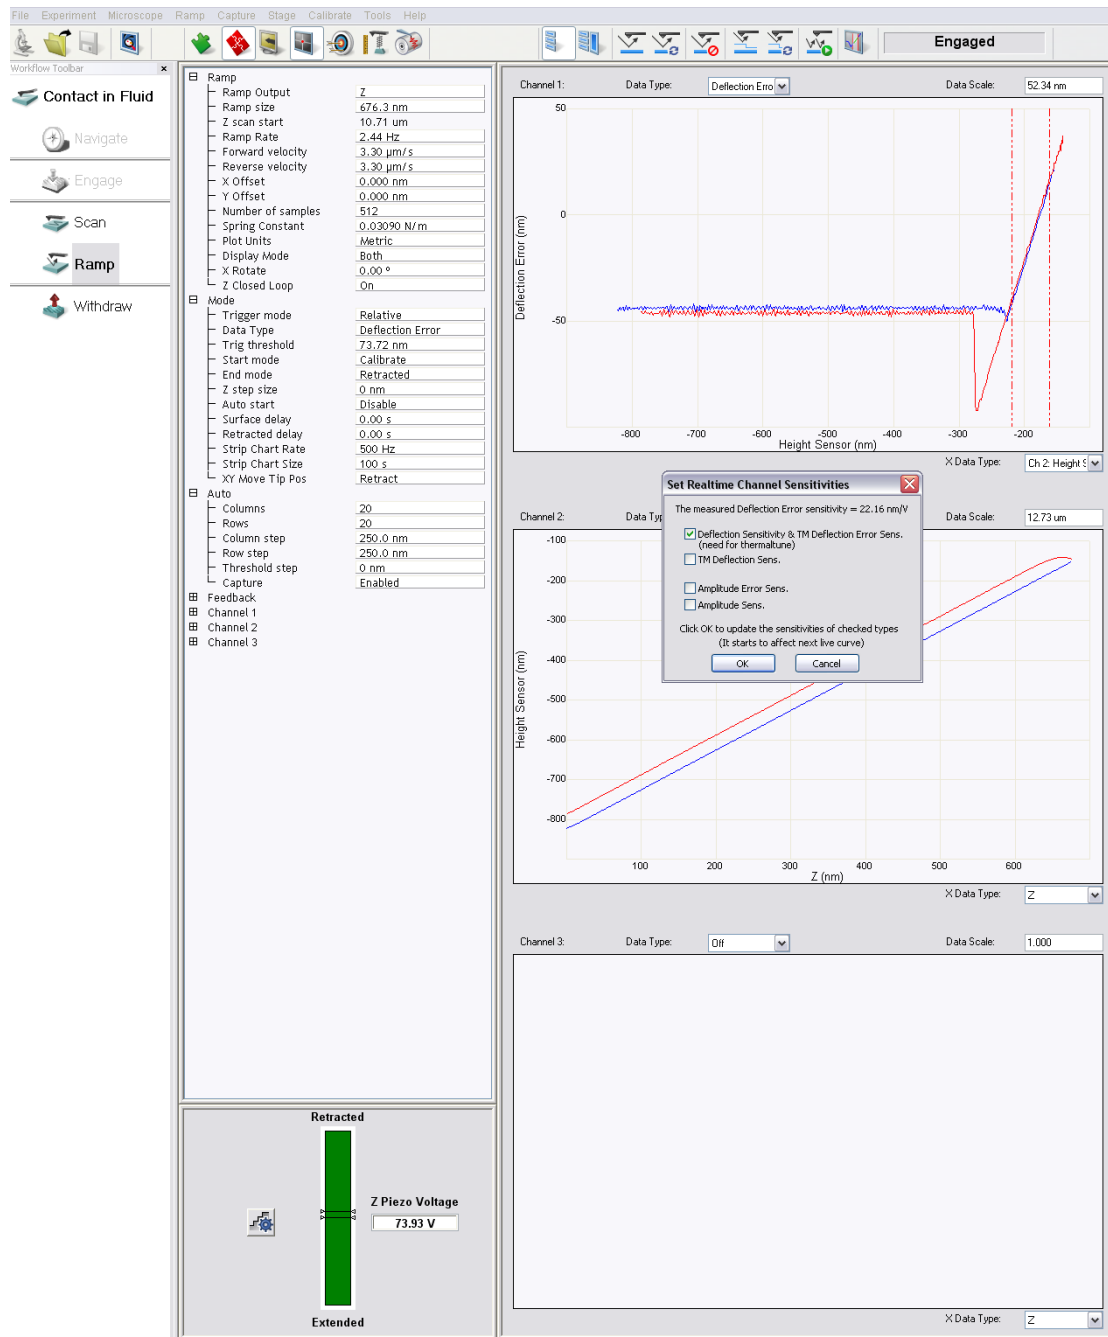 File Experiment Microscope Ramp Capture Stage Calibrate Tools Help
Engaged
Workflow Toolbar x
Contact in Fluid
Navigate
Engage
Scan
Ramp
Withdraw
Ramp
Ramp Output Z
Ramp size 676.3 nm
Z scan start 10.71 um
Ramp Rate 2.44 Hz
Forward velocity 3.30 µm/s
Reverse velocity 3.30 µm/s
X Offset 0.000 nm
Y Offset 0.000 nm
Number of samples 512
Spring Constant 0.03090 N/m
Plot Units Metric
Display Mode Both
X Rotate 0.00 º
Z Closed Loop On
Mode
Trigger mode Relative
Data Type Deflection Error
Trig threshold 73.72 nm
Start mode Calibrate
End mode Retracted
Z step size 0 nm
Auto start Disable
Surface delay 0.00 s
Retracted delay 0.00 s
Strip Chart Rate 500 Hz
Strip Chart Size 100 s
XY Move Tip Pos Retract
Auto
Columns 20
Rows 20
Column step 250.0 nm
Row step 250.0 nm
Threshold step 0 nm
Capture Enabled
Feedback
Channel 1
Channel 2
Channel 3
Retracted
Z Piezo Voltage
73.93 V
Extended
Channel 1: Data Type: Deflection Erro Data Scale: 52.34 nm
50
0
-50
Deflection Error (nm)
-800 -700 -600 -500 -400 -300 -200
Height Sensor (nm)
X Data Type: Ch 2: Height S
Set Realtime Channel Sensitivities
The measured Deflection Error sensitivity = 22.16 nm/V
Deflection Sensitivity & TM Deflection Error Sens.
(need for thermaltune)
TM Deflection Sens.
Amplitude Error Sens.
Amplitude Sens.
Click OK to update the sensitivities of checked types
(It starts to affect next live curve)
OK Cancel
Channel 2: Data Typ Data Scale: 12.73 um
-100
-200
-300
-400
-500
-600
-700
-800
Height Sensor (nm)
100 200 300 400 500 600
Z (nm)
X Data Type: Z
Channel 3: Data Type: Off Data Scale: 1.000
X Data Type: Z